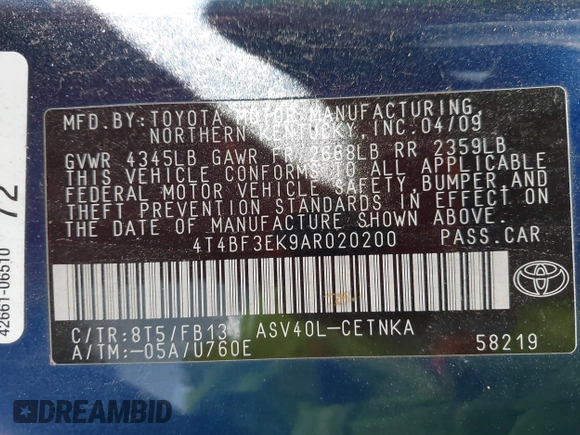 MFD.BY:TOYOTA MOTOR MANUFACTURING,
NORTHERN KENTUCKY,INC.04/09
GVWR 4345LB GAWR FR 2668LB RR 2359LB
THIS VEHICLE CONFORMS TO ALL APPLICABLE
FEDERAL MOTOR VEHICLE SAFETY,BUMPER,AND
THEFT PREVENTION STANDARDS IN EFFECT ON
THE DATE OF MANUFACTURE SHOWN ABOVE.
4T4BF3EK9AR020200 PASS.CAR
C/TR:8T5/FB13 ASV40L-CETNKA
A/TM:-05A/U760E 58219
42661-06510 72
DREAMBID